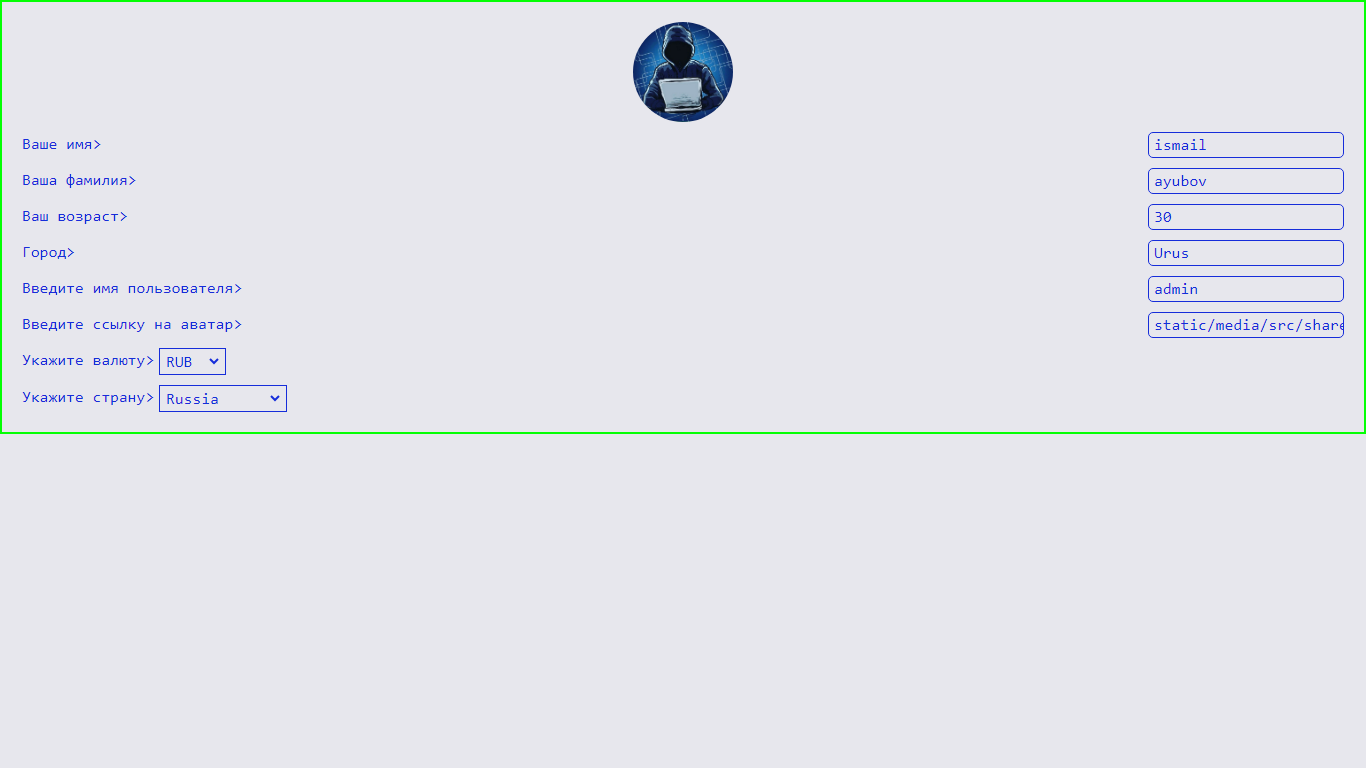 Ваше имя> ismail
Ваша фамилия> ayubov
Ваш возраст> 30
Город> Urus
Введите имя пользователя> admin
Введите ссылку на аватар> static/media/src/share
Укажите валюту> RUB
Укажите страну> Russia